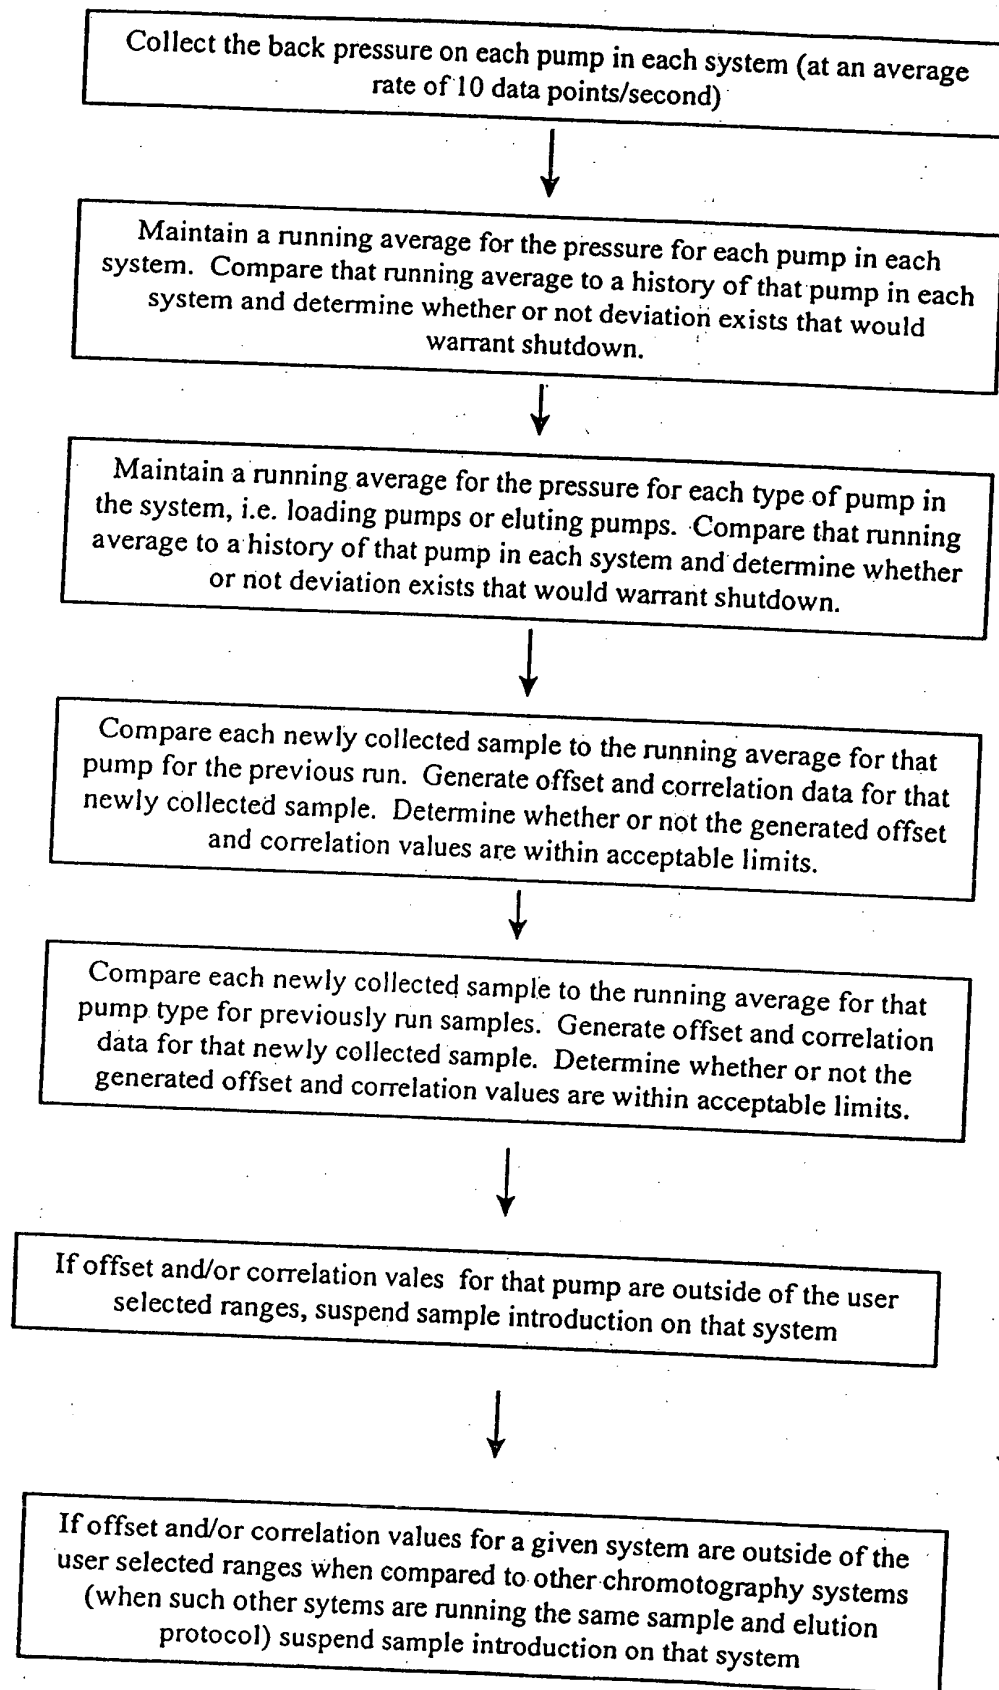 Collect the back pressure on each pump in each system (at an average
rate of 10 data points/second)
Maintain a running average for the pressure for each pump in each
system. Compare that running average to a history of that pump in each
system and determine whether or not deviation exists that would
warrant shutdown.
Maintain a running average for the pressure for each type of pump in
the system, i.e. loading pumps or eluting pumps. Compare that running
average to a history of that pump in each system and determine whether
or not deviation exists that would warrant shutdown.
Compare each newly collected sample to the running average for that
pump for the previous run. Generate offset and correlation data for that
newly collected sample. Determine whether or not the generated offset
and correlation values are within acceptable limits.
Compare each newly collected sample to the running average for that
pump type for previously run samples. Generate offset and correlation
data for that newly collected sample. Determine whether or not the
generated offset and correlation values are within acceptable limits.
If offset and/or correlation vales for that pump are outside of the user
selected ranges, suspend sample introduction on that system
If offset and/or correlation values for a given system are outside of the
user selected ranges when compared to other chromotography systems
(when such other sytems are running the same sample and elution
protocol) suspend sample introduction on that system